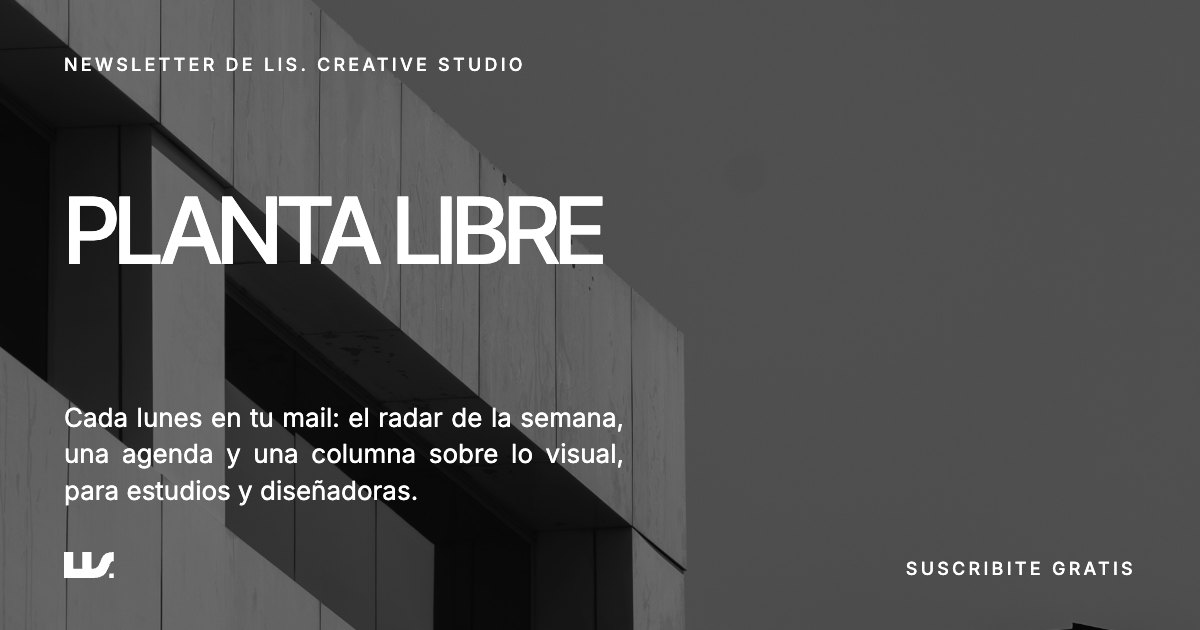 NEWSLETTER DE LIS. CREATIVE STUDIO
PLANTA LIBRE
Cada lunes en tu mail: el radar de la semana,
una agenda y una columna sobre lo visual,
para estudios y diseñadoras.
LIS.
SUSCRIBITE GRATIS